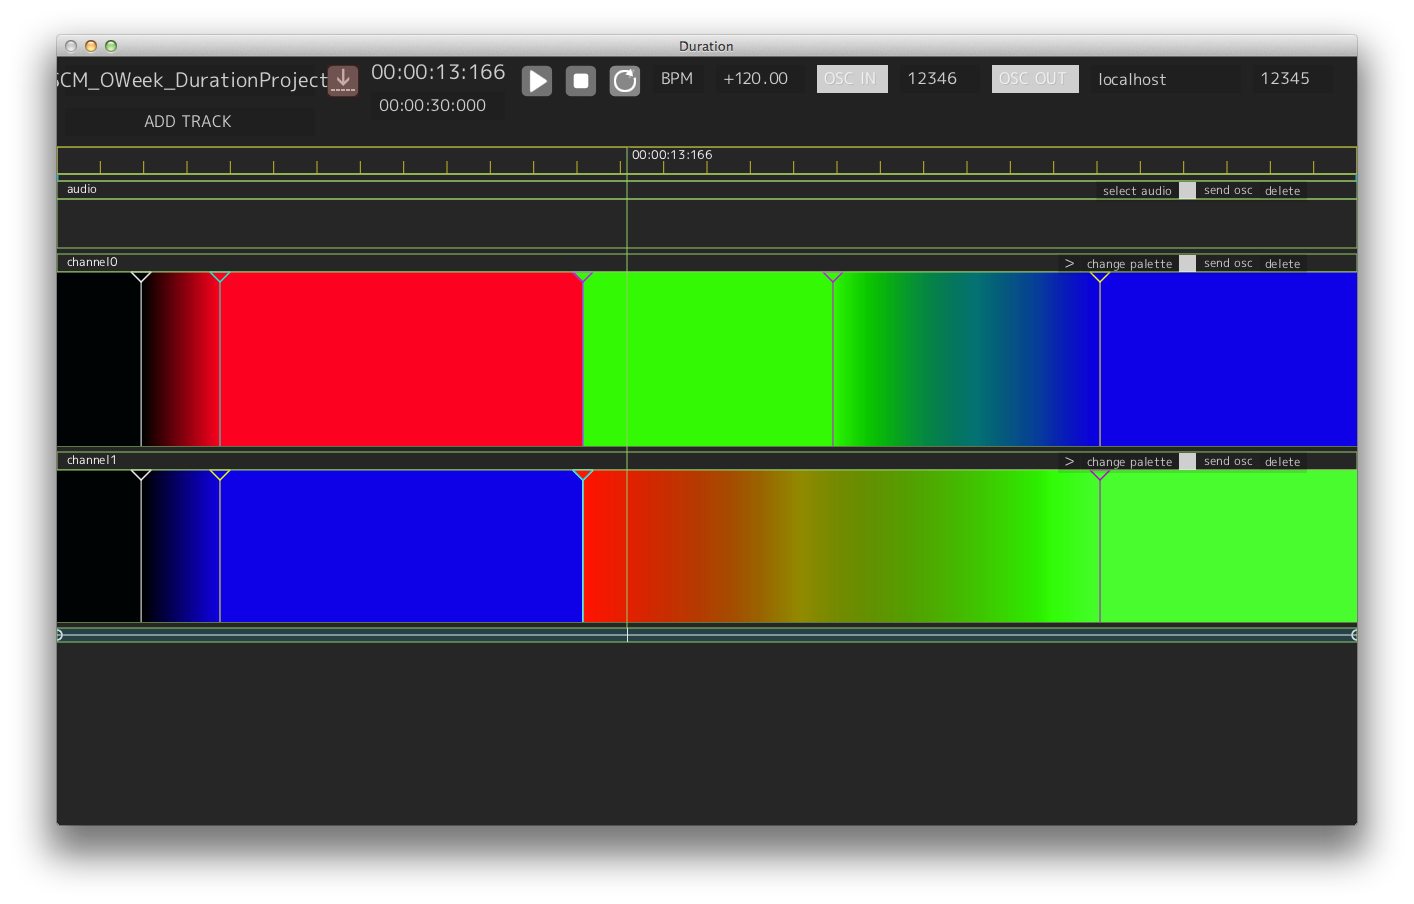 Duration
SCM_OWeek_DurationProject 00:00:13:166 BPM +120.00 OSC IN 12346 OSC OUT localhost 12345
00:00:30:000
ADD TRACK
00:00:13:166
audio select audio send osc delete
channel0 > change palette send osc delete
channel1 > change palette send osc delete